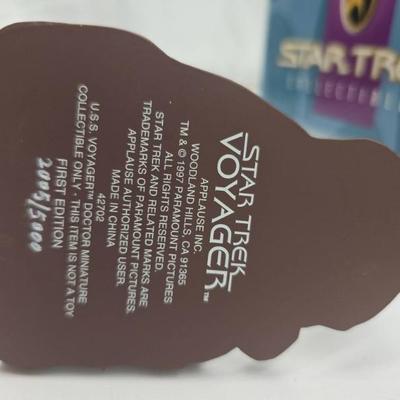 STAR TREK
VOYAGER™
APPLAUSE INC.
WOODLAND HILLS, CA 91365
TM & © 1997 PARAMOUNT PICTURES
ALL RIGHTS RESERVED.
STAR TREK AND RELATED MARKS ARE
TRADEMARKS OF PARAMOUNT PICTURES.
APPLAUSE AUTHORIZED USER.
MADE IN CHINA
42702
U.S.S. VOYAGER™ DOCTOR MINIATURE
COLLECTIBLE ONLY - THIS ITEM IS NOT A TOY
FIRST EDITION
2005/5000
STAR TRE